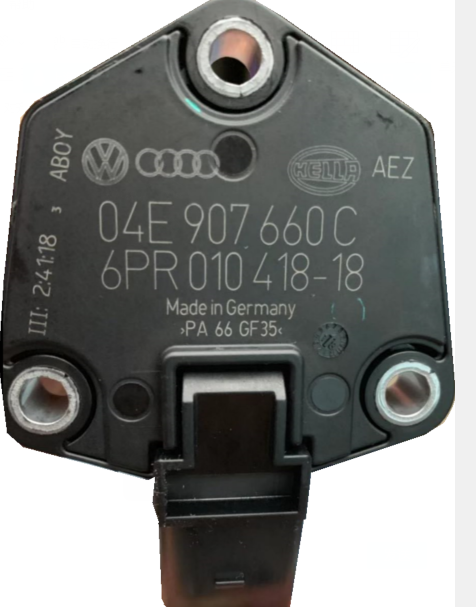 HELLA AEZ
04E 907 660 C
6PR 010 418-18
Made in Germany
>PA 66 GF35<
III: 2:41:18 3 ABOY